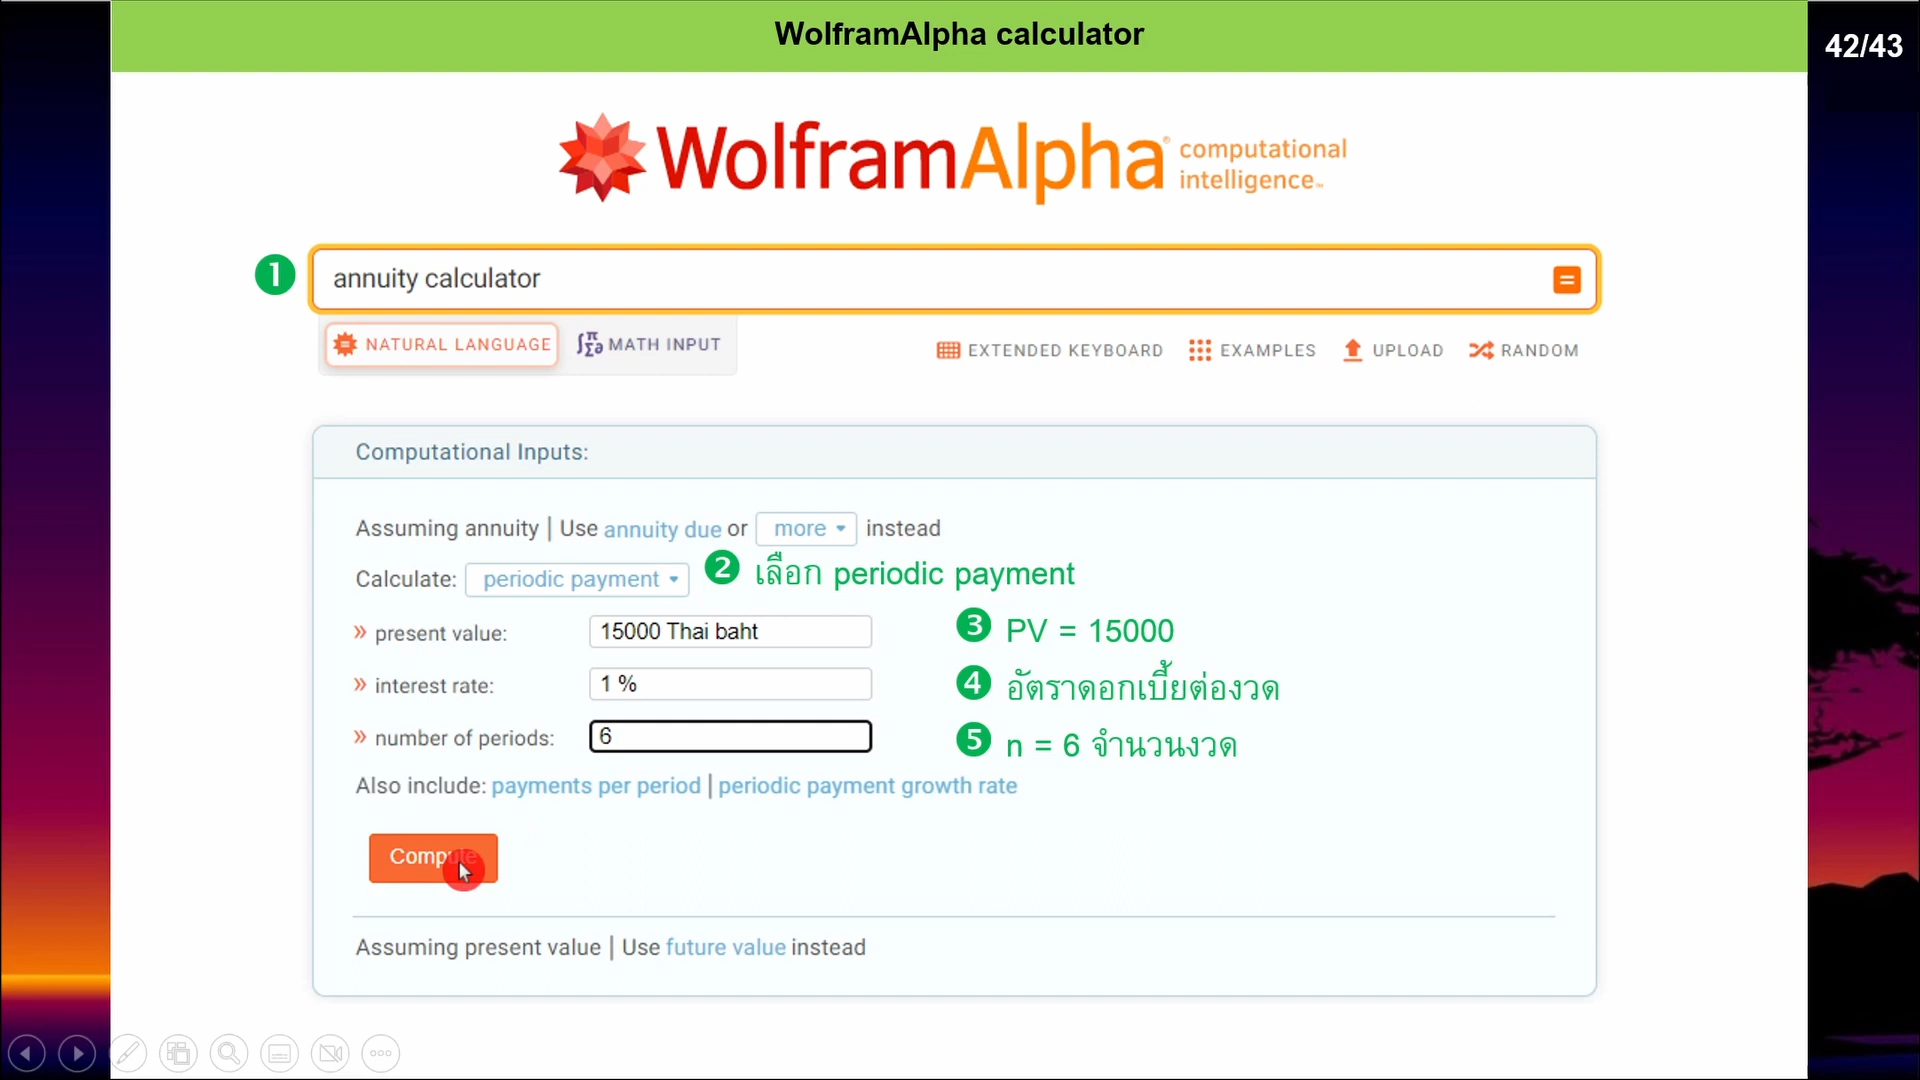 WolframAlpha calculator
42/43
WolframAlpha® computational intelligence™
1 annuity calculator
NATURAL LANGUAGE MATH INPUT EXTENDED KEYBOARD EXAMPLES UPLOAD RANDOM
Computational Inputs:
Assuming annuity | Use annuity due or more instead
Calculate: periodic payment 2 เลือก periodic payment
» present value: 15000 Thai baht 3 PV = 15000
» interest rate: 1 % 4 อัตราดอกเบี้ยต่องวด
» number of periods: 6 5 n = 6 จำนวนงวด
Also include: payments per period | periodic payment growth rate
Compute
Assuming present value | Use future value instead